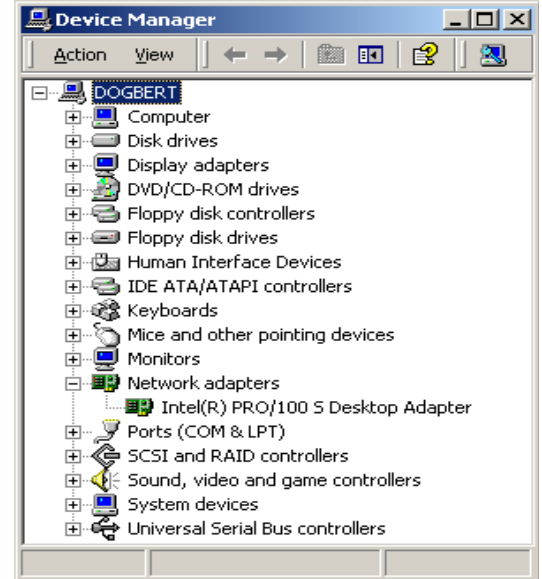 Device Manager
Action View
DOGBERT
Computer
Disk drives
Display adapters
DVD/CD-ROM drives
Floppy disk controllers
Floppy disk drives
Human Interface Devices
IDE ATA/ATAPI controllers
Keyboards
Mice and other pointing devices
Monitors
Network adapters
Intel(R) PRO/100 S Desktop Adapter
Ports (COM & LPT)
SCSI and RAID controllers
Sound, video and game controllers
System devices
Universal Serial Bus controllers